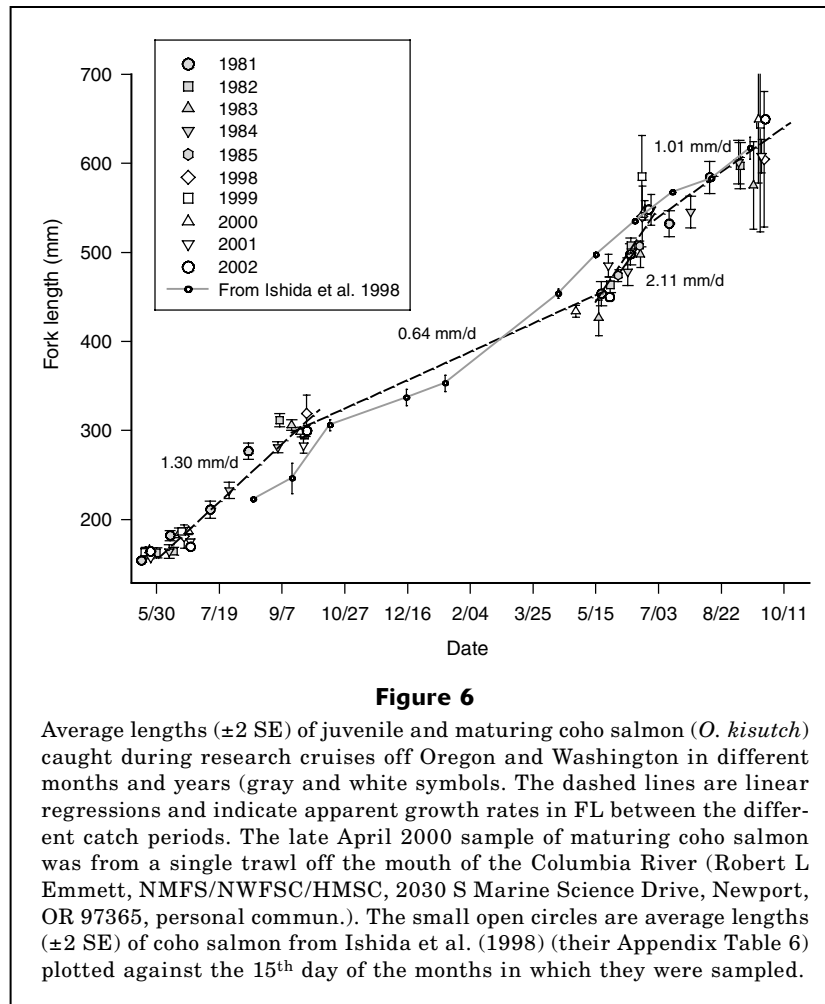 1981
1982
1983
1984
1985
1998
1999
2000
2001
2002
From Ishida et al. 1998
700
600
500
400
300
200
Fork length (mm)
1.30 mm/d
0.64 mm/d
2.11 mm/d
1.01 mm/d
5/30 7/19 9/7 10/27 12/16 2/04 3/25 5/15 7/03 8/22 10/11
Date
Figure 6
Average lengths (±2 SE) of juvenile and maturing coho salmon (O. kisutch)
caught during research cruises off Oregon and Washington in different
months and years (gray and white symbols. The dashed lines are linear
regressions and indicate apparent growth rates in FL between the differ-
ent catch periods. The late April 2000 sample of maturing coho salmon
was from a single trawl off the mouth of the Columbia River (Robert L
Emmett, NMFS/NWFSC/HMSC, 2030 S Marine Science Drive, Newport,
OR 97365, personal commun.). The small open circles are average lengths
(±2 SE) of coho salmon from Ishida et al. (1998) (their Appendix Table 6)
plotted against the 15th day of the months in which they were sampled.